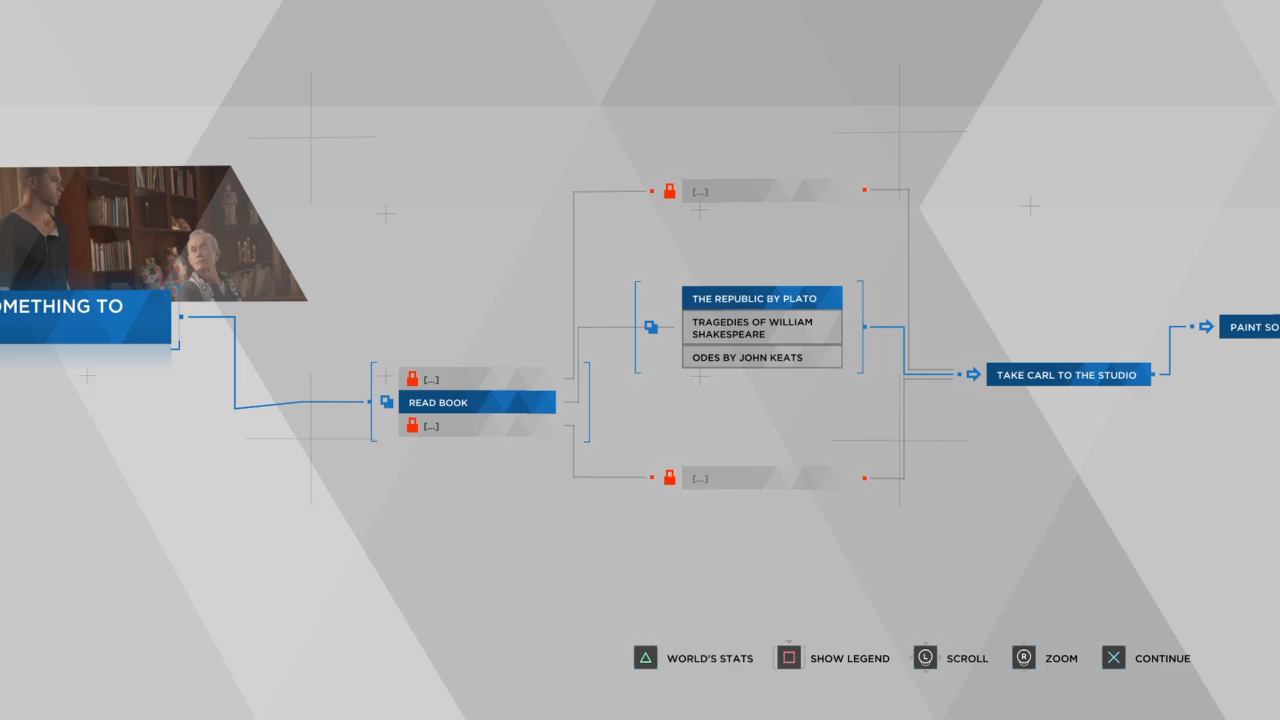 OMETHING TO
[...]
READ BOOK
[...]
[...]
THE REPUBLIC BY PLATO
TRAGEDIES OF WILLIAM
SHAKESPEARE
ODES BY JOHN KEATS
[...]
TAKE CARL TO THE STUDIO
PAINT SO
WORLD'S STATS
SHOW LEGEND
L
SCROLL
R
ZOOM
CONTINUE